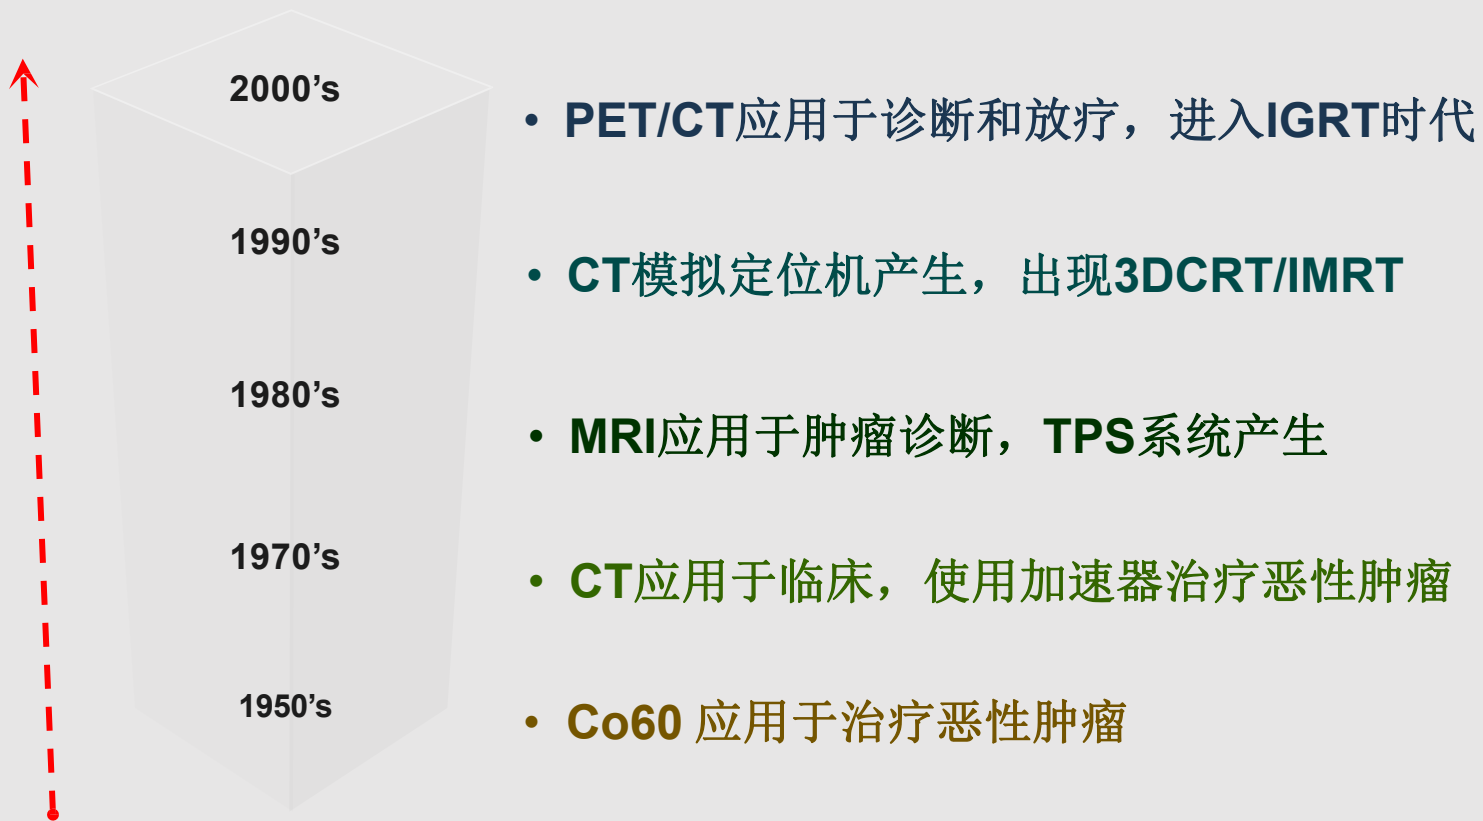 2000’s
• PET/CT应用于诊断和放疗，进入IGRT时代
1990’s
• CT模拟定位机产生，出现3DCRT/IMRT
1980’s
• MRI应用于肿瘤诊断，TPS系统产生
1970’s
• CT应用于临床，使用加速器治疗恶性肿瘤
1950’s
• Co60 应用于治疗恶性肿瘤